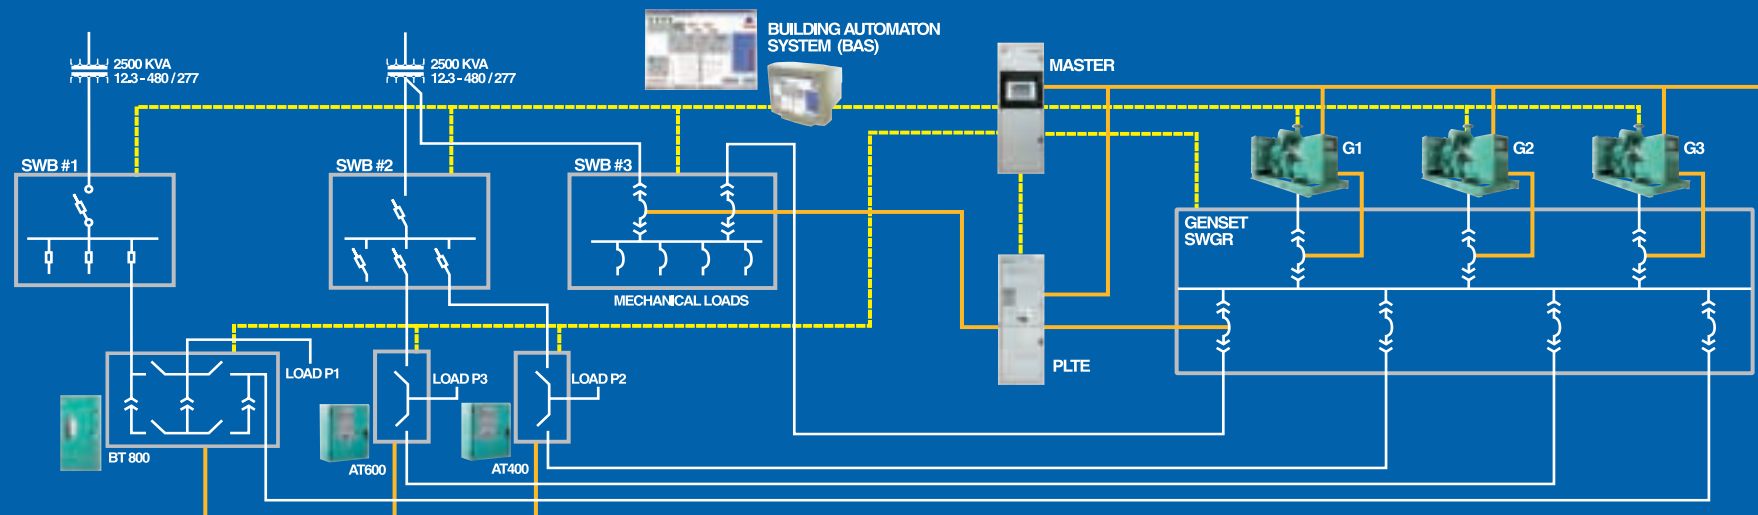 2500 KVA
12.3 - 480 / 277
2500 KVA
12.3 - 480 / 277
BUILDING AUTOMATON
SYSTEM (BAS)
MASTER
SWB #1
SWB #2
SWB #3
G1
G2
G3
GENSET
SWGR
MECHANICAL LOADS
PLTE
LOAD P1
LOAD P3
LOAD P2
BT 800
AT600
AT400